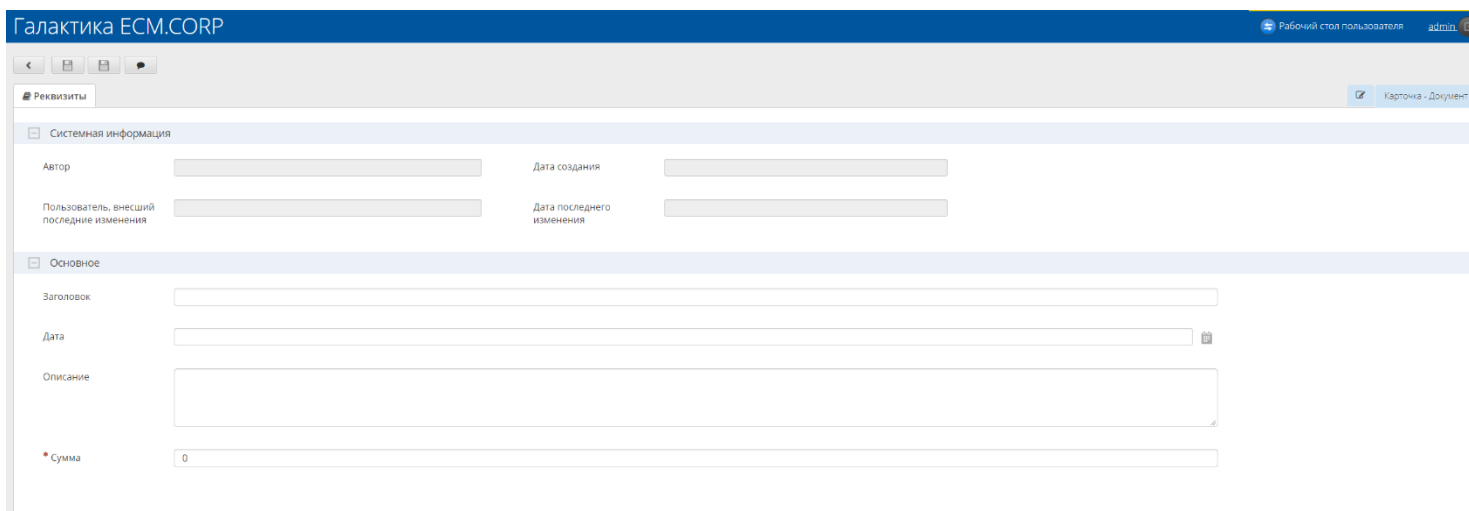 Галактика ECM.CORP
Рабочий стол пользователя admin
Реквизиты
Карточка - Документ
Системная информация
Автор
Дата создания
Пользователь, внесший
последние изменения
Дата последнего
изменения
Основное
Заголовок
Дата
Описание
* Сумма
0